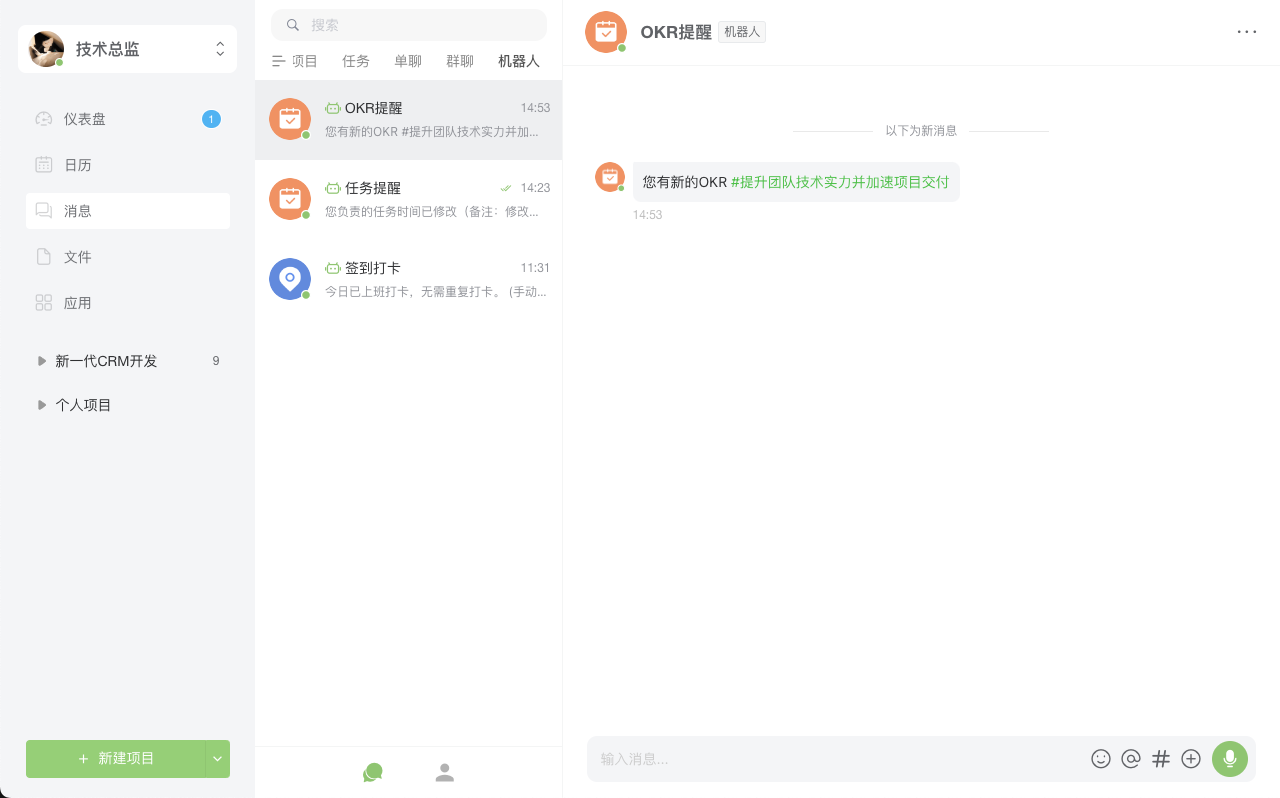 技术总监
仪表盘 1
日历
消息
文件
应用
新一代CRM开发 9
个人项目
新建项目
搜索
项目 任务 单聊 群聊 机器人
OKR提醒 14:53
您有新的OKR #提升团队技术实力并加...
任务提醒 14:23
您负责的任务时间已修改（备注：修改...
签到打卡 11:31
今日已上班打卡，无需重复打卡。 (手动...
OKR提醒 机器人
以下为新消息
您有新的OKR #提升团队技术实力并加速项目交付
14:53
输入消息...